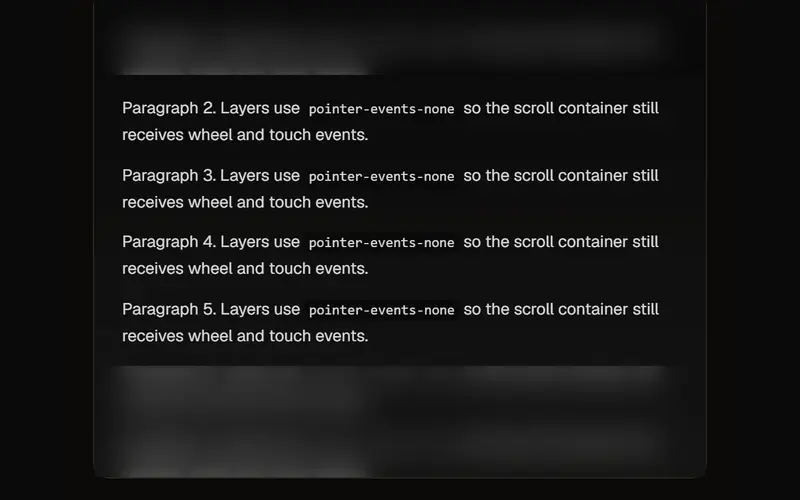 Paragraph 2. Layers use pointer-events-none so the scroll container still
receives wheel and touch events.
Paragraph 3. Layers use pointer-events-none so the scroll container still
receives wheel and touch events.
Paragraph 4. Layers use pointer-events-none so the scroll container still
receives wheel and touch events.
Paragraph 5. Layers use pointer-events-none so the scroll container still
receives wheel and touch events.